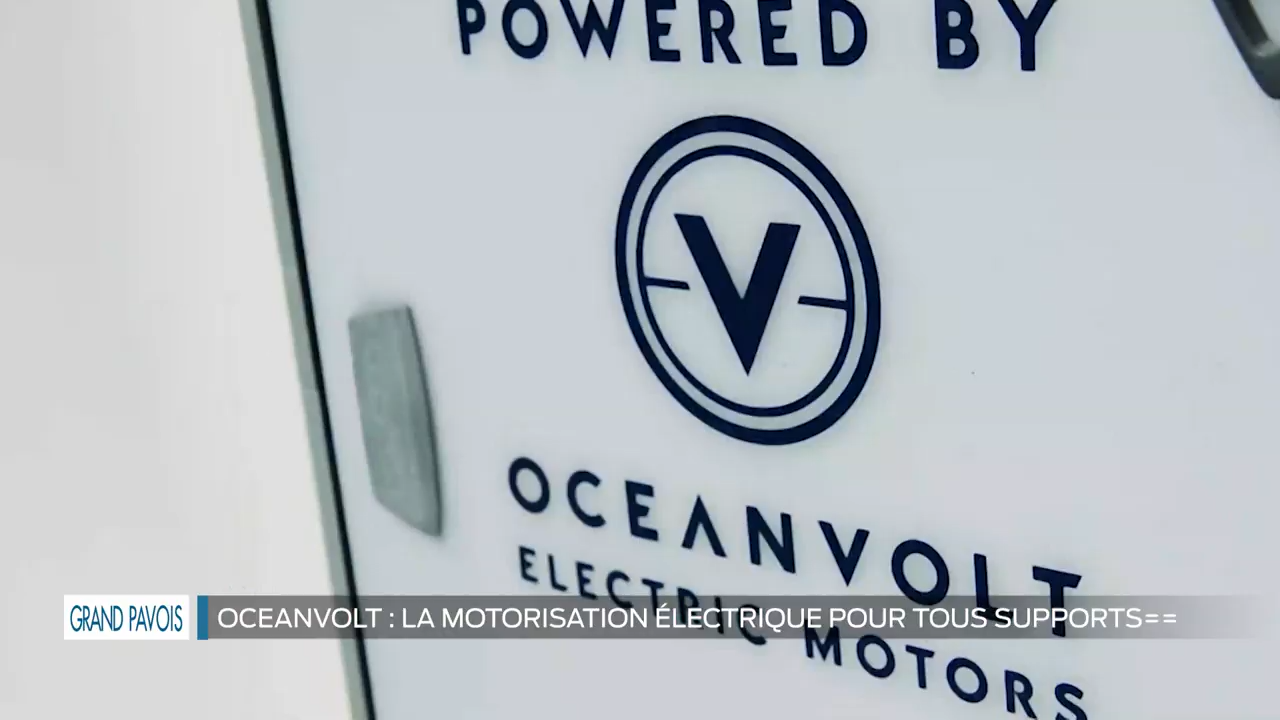 POWERED BY
V
OCEANVOLT
ELECTRIC MOTORS
GRAND PAVOIS
OCEANVOLT : LA MOTORISATION ÉLECTRIQUE POUR TOUS SUPPORTS==